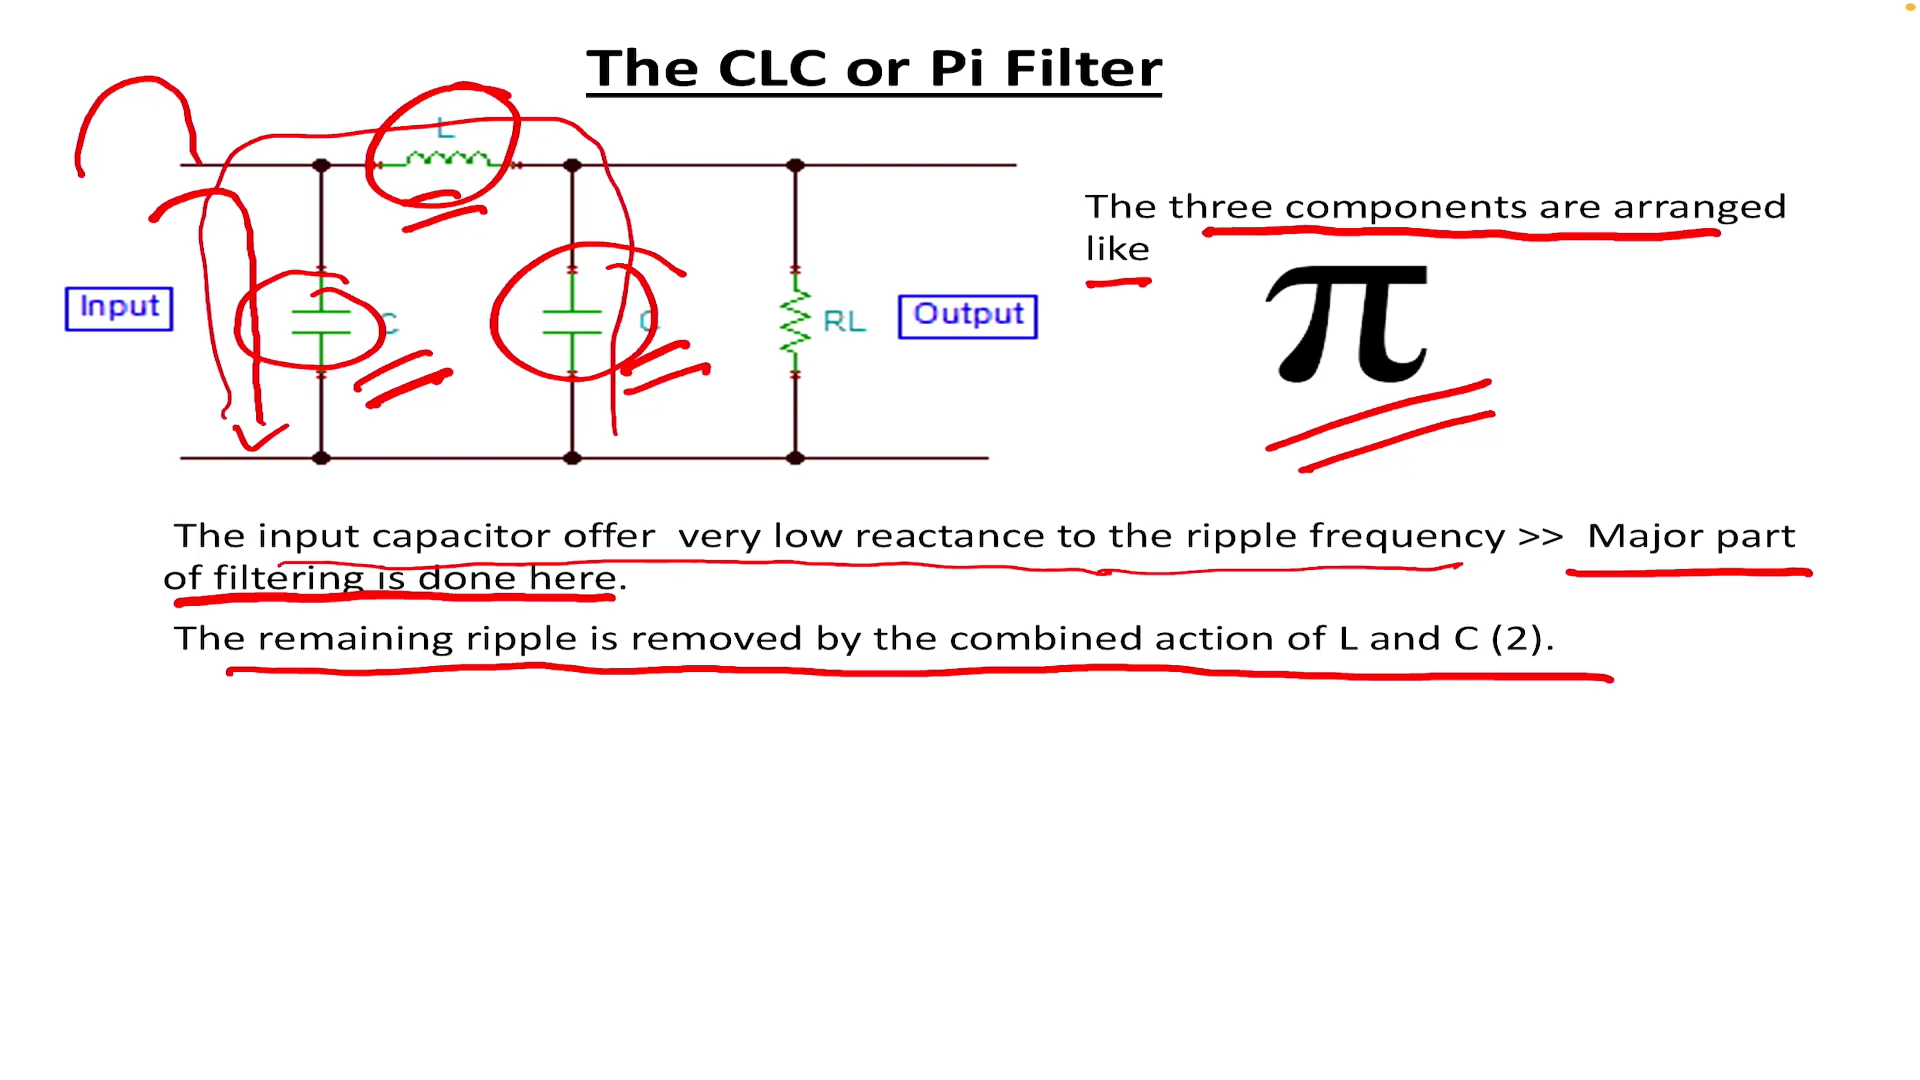 The CLC or Pi Filter
L
The three components are arranged
like
π
Input
C
C
RL
Output
The input capacitor offer very low reactance to the ripple frequency >> Major part
of filtering is done here.
The remaining ripple is removed by the combined action of L and C (2).